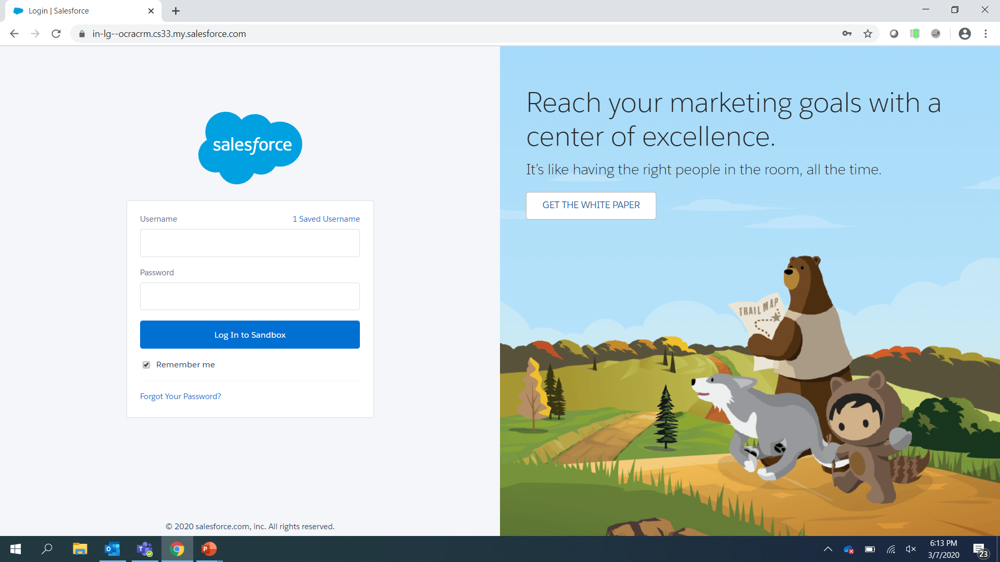 Login | Salesforce
in-lg--ocracrm.cs33.my.salesforce.com
salesforce
Username
1 Saved Username
Password
Log In to Sandbox
Remember me
Forgot Your Password?
© 2020 salesforce.com, inc. All rights reserved.
Reach your marketing goals with a
center of excellence.
It’s like having the right people in the room, all the time.
GET THE WHITE PAPER
TRAIL MAP
6:13 PM
3/7/2020
23